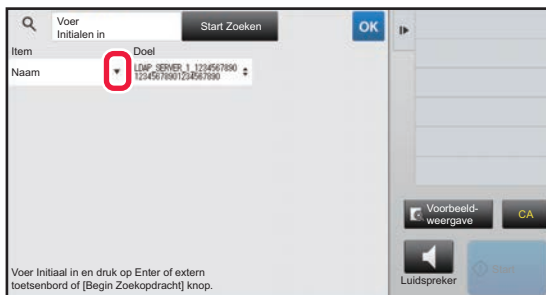 Voer
Initialen in
Start Zoeken
OK
Item
Doel
Naam
LDAP_SERVER_1_1234567890
12345678901234567890
Voorbeeld-
weergave
CA
Luidspreker
Start
Voer Initiaal in en druk op Enter of extern
toetsenbord of [Begin Zoekopdracht] knop.